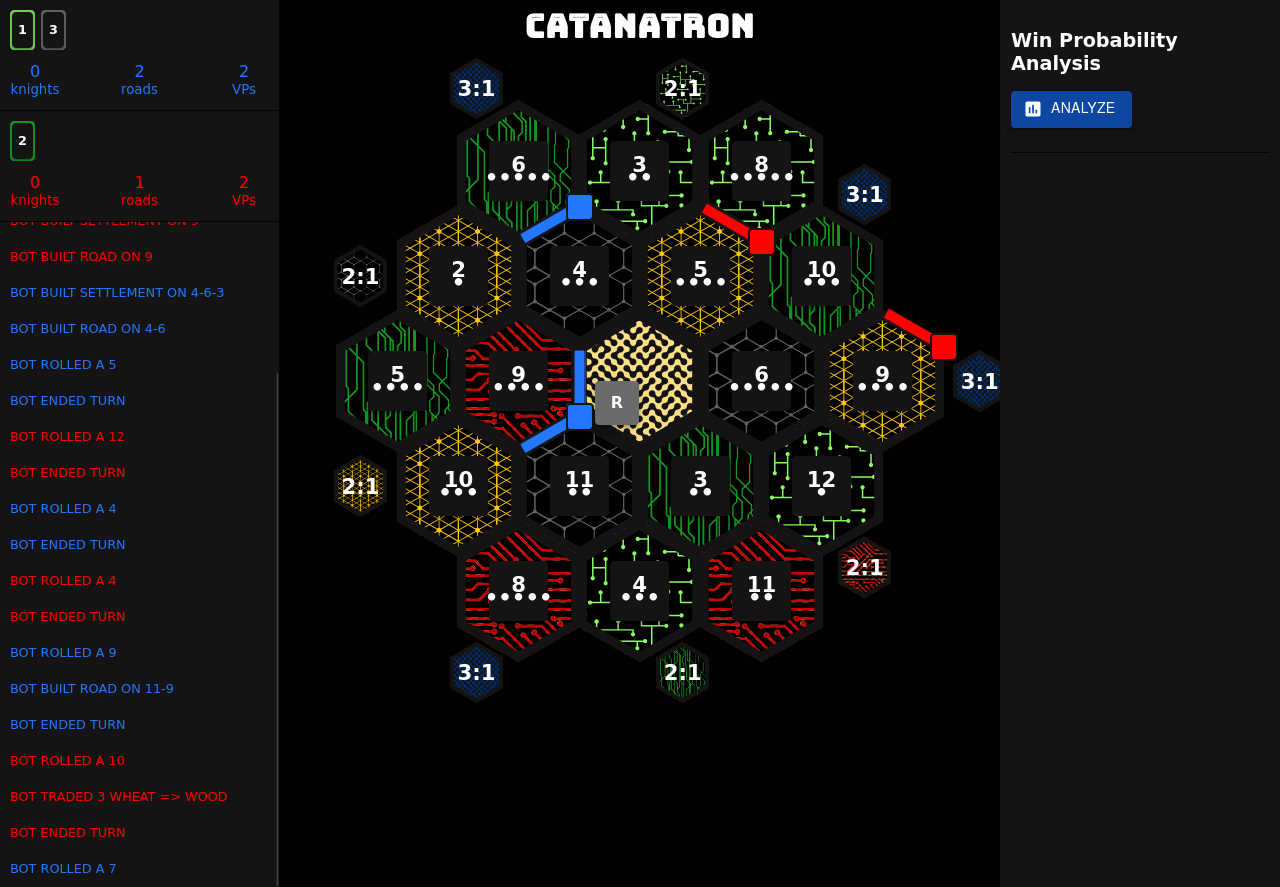 CATANATRON
1 3
0 2 2
knights roads VPs
2
0 1 2
knights roads VPs
BOT BUILT SETTLEMENT ON 9
BOT BUILT ROAD ON 9
BOT BUILT SETTLEMENT ON 4-6-3
BOT BUILT ROAD ON 4-6
BOT ROLLED A 5
BOT ENDED TURN
BOT ROLLED A 12
BOT ENDED TURN
BOT ROLLED A 4
BOT ENDED TURN
BOT ROLLED A 4
BOT ENDED TURN
BOT ROLLED A 9
BOT BUILT ROAD ON 11-9
BOT ENDED TURN
BOT ROLLED A 10
BOT TRADED 3 WHEAT => WOOD
BOT ENDED TURN
BOT ROLLED A 7
3:1 2:1
6 3 8
3:1
2:1 2 4 5 10
5 9 6 9 3:1
R
2:1 10 11 3 12
2:1
8 4 11
3:1 2:1
Win Probability
Analysis
ANALYZE